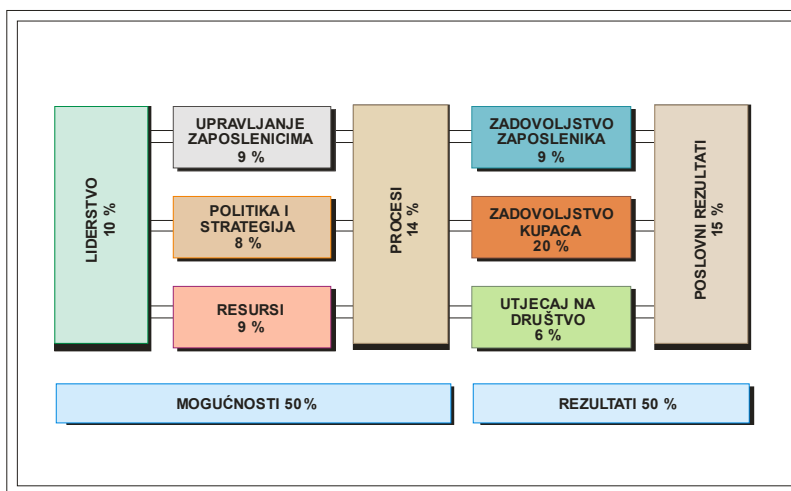 LIDERSTVO
10 %
UPRAVLJANJE
ZAPOSLENICIMA
9 %
POLITIKA I
STRATEGIJA
8 %
RESURSI
9 %
PROCESI
14 %
ZADOVOLJSTVO
ZAPOSLENIKA
9 %
ZADOVOLJSTVO
KUPACA
20 %
UTJECAJ NA
DRUŠTVO
6 %
POSLOVNI REZULTATI
15 %
MOGUĆNOSTI 50%
REZULTATI 50 %